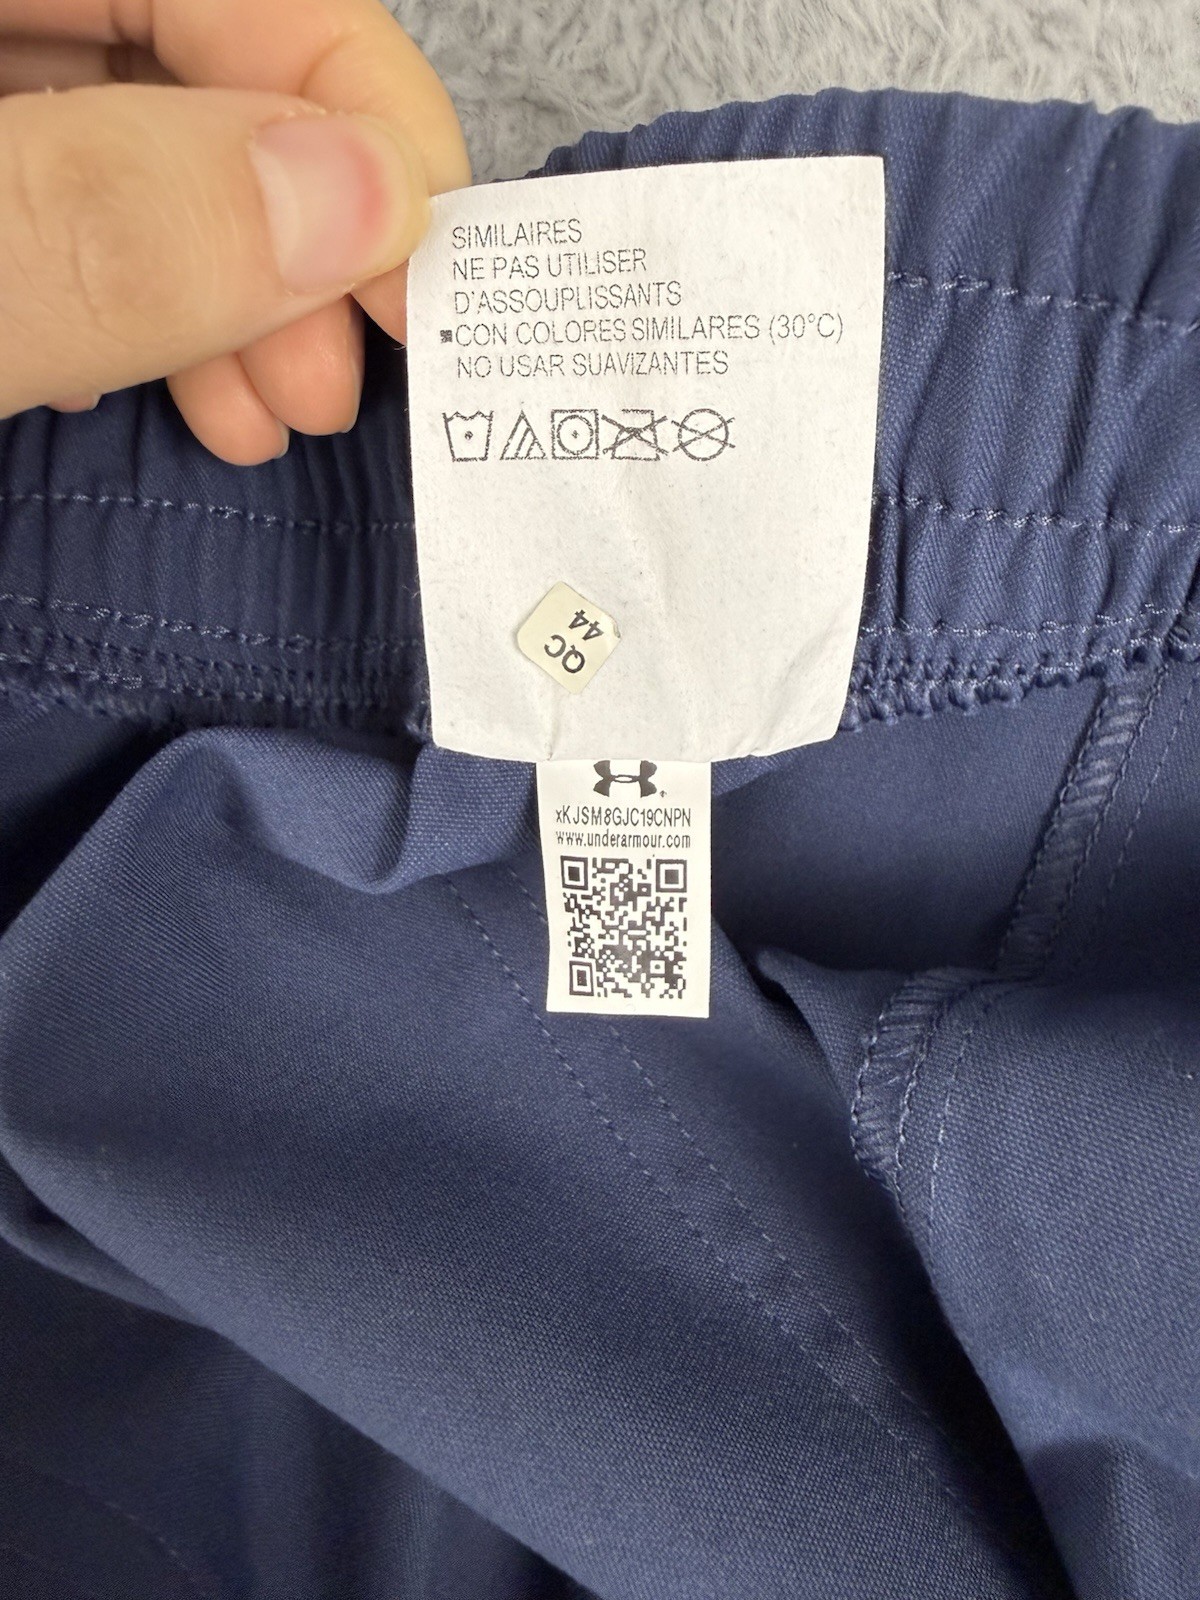 SIMILAIRES
NE PAS UTILISER
D'ASSOUPLISSANTS
CON COLORES SIMILARES (30°C)
NO USAR SUAVIZANTES
QC
44
xKJSM8GJC19CNPN
www.underarmour.com